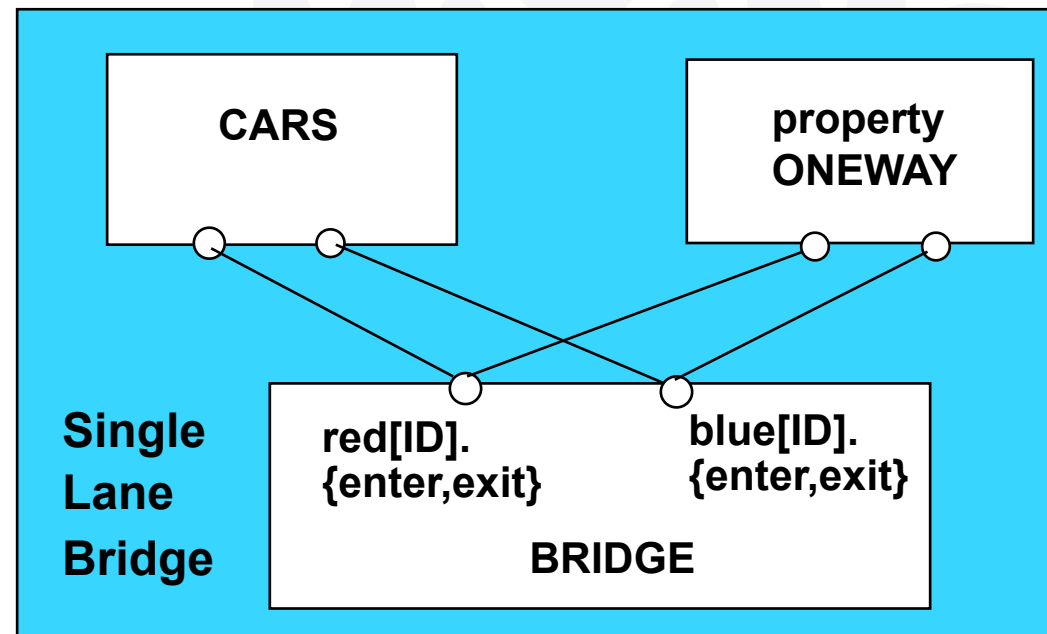 CARS
property
ONEWAY
Single
Lane
Bridge
red[ID].
{enter,exit}
blue[ID].
{enter,exit}
BRIDGE